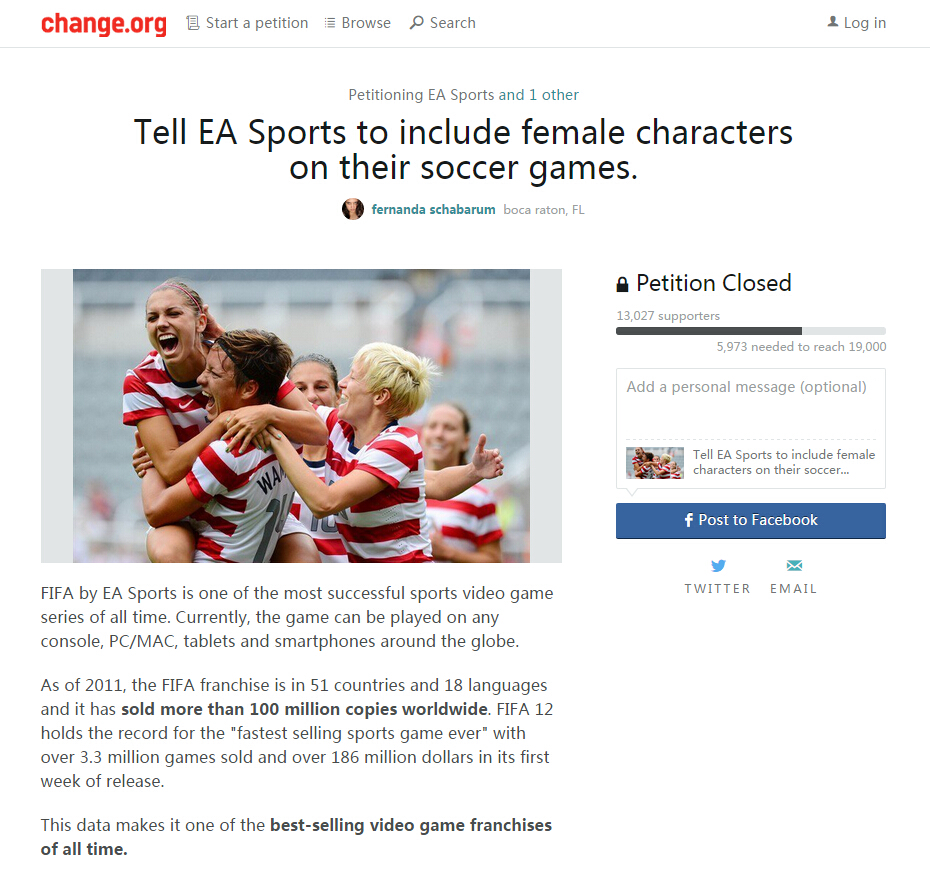 change.org Start a petition Browse Search Log in
Petitioning EA Sports and 1 other
Tell EA Sports to include female characters
on their soccer games.
fernanda schabarum boca raton, FL
FIFA by EA Sports is one of the most successful sports video game
series of all time. Currently, the game can be played on any
console, PC/MAC, tablets and smartphones around the globe.
As of 2011, the FIFA franchise is in 51 countries and 18 languages
and it has sold more than 100 million copies worldwide. FIFA 12
holds the record for the "fastest selling sports game ever" with
over 3.3 million games sold and over 186 million dollars in its first
week of release.
This data makes it one of the best-selling video game franchises
of all time.
Petition Closed
13,027 supporters
5,973 needed to reach 19,000
Add a personal message (optional)
Tell EA Sports to include female
characters on their soccer...
Post to Facebook
TWITTER EMAIL